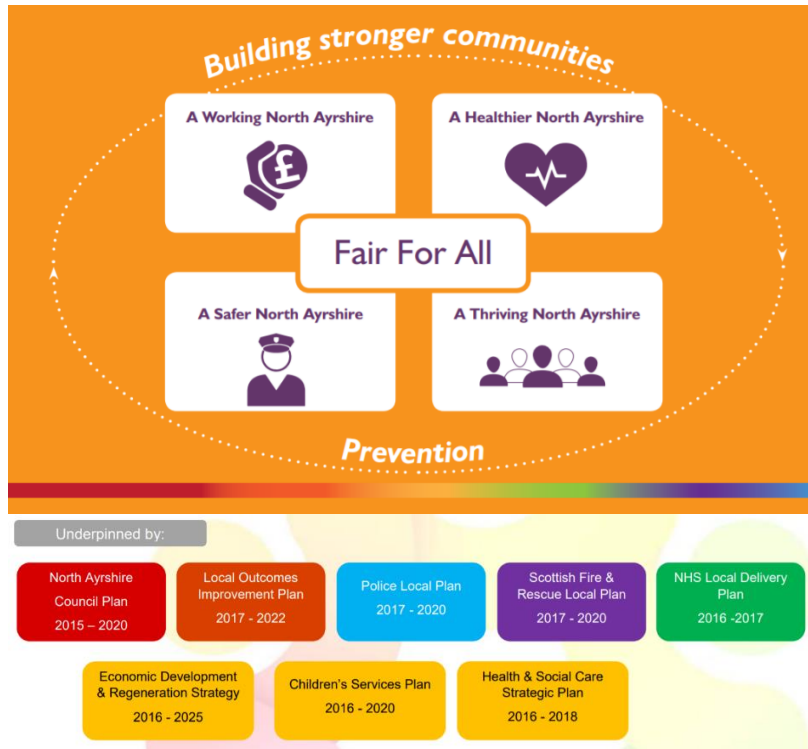 Building stronger communities
A Working North Ayrshire
A Healthier North Ayrshire
£
Fair For All
A Safer North Ayrshire
A Thriving North Ayrshire
Prevention
Underpinned by:
North Ayrshire
Council Plan
2015 – 2020
Local Outcomes
Improvement Plan
2017 - 2022
Police Local Plan
2017 - 2020
Scottish Fire &
Rescue Local Plan
2017 - 2020
NHS Local Delivery
Plan
2016 -2017
Economic Development
& Regeneration Strategy
2016 - 2025
Children's Services Plan
2016 - 2020
Health & Social Care
Strategic Plan
2016 - 2018